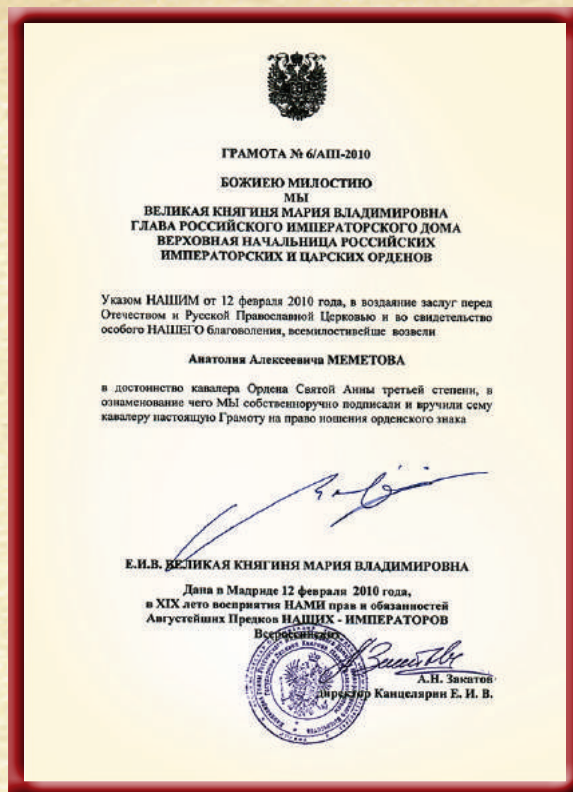 ГРАМОТА № 6/АШ-2010
БОЖИЕЮ МИЛОСТИЮ
МЫ
ВЕЛИКАЯ КНЯГИНЯ МАРИЯ ВЛАДИМИРОВНА
ГЛАВА РОССИЙСКОГО ИМПЕРАТОРСКОГО ДОМА
ВЕРХОВНАЯ НАЧАЛЬНИЦА РОССИЙСКИХ
ИМПЕРАТОРСКИХ И ЦАРСКИХ ОРДЕНОВ
Указом НАШИМ от 12 февраля 2010 года, в воздаяние заслуг перед
Отечеством и Русской Православной Церковью и во свидетельство
особого НАШЕГО благоволения, всемилостивейше возвели
Анатолия Алексеевича МЕМЕТОВА
в достоинство кавалера Ордена Святой Анны третьей степени, в
ознаменование чего МЫ собственноручно подписали и вручили сему
кавалеру настоящую Грамоту на право ношения орденского знака
Е.И.В. ВЕЛИКАЯ КНЯГИНЯ МАРИЯ ВЛАДИМИРОВНА
Дана в Мадриде 12 февраля 2010 года,
в XIX лето восприятия НАМИ прав и обязанностей
Августейших Предков НАШИХ - ИМПЕРАТОРОВ
Всероссийских
А.Н. Закатов
директор Канцелярии Е. И. В.